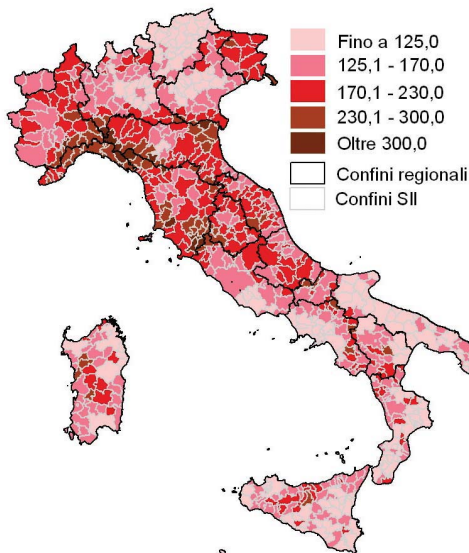 Fino a 125,0
125,1 - 170,0
170,1 - 230,0
230,1 - 300,0
Oltre 300,0
Confini regionali
Confini SII